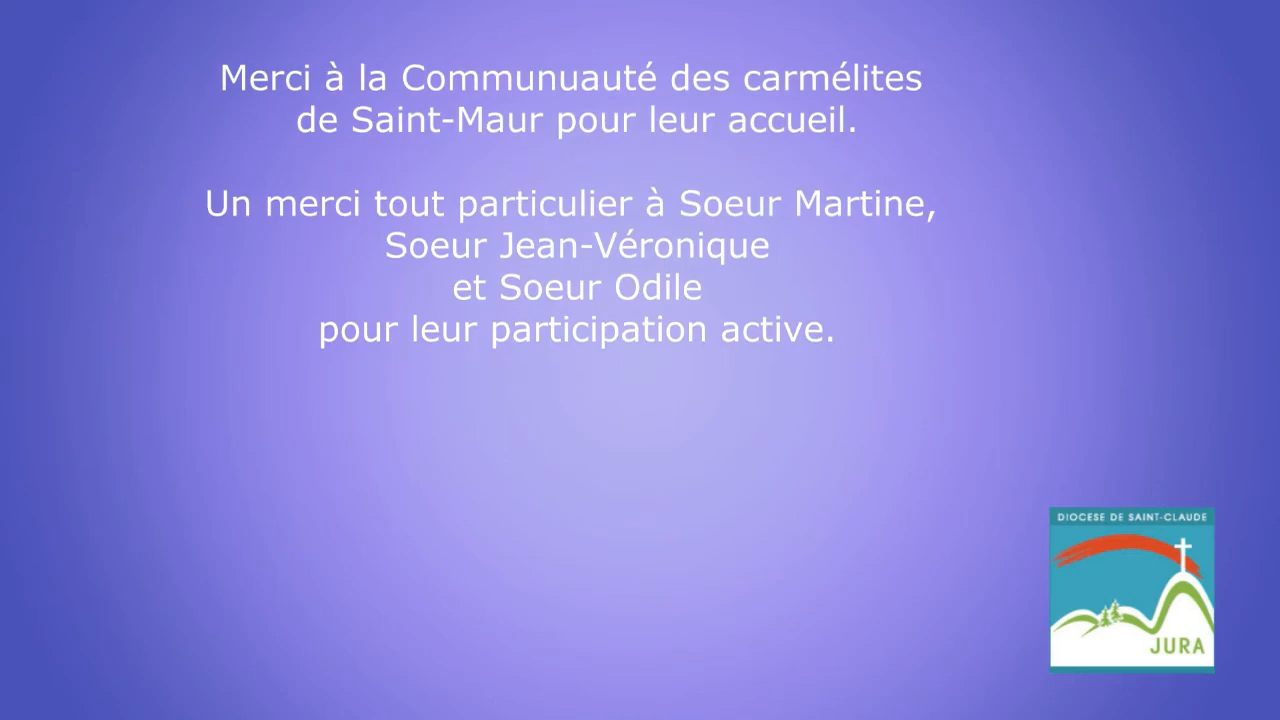 Merci à la Communuauté des carmélites
de Saint-Maur pour leur accueil.
Un merci tout particulier à Soeur Martine,
Soeur Jean-Véronique
et Soeur Odile
pour leur participation active.
DIOCESE DE SAINT-CLAUDE
JURA